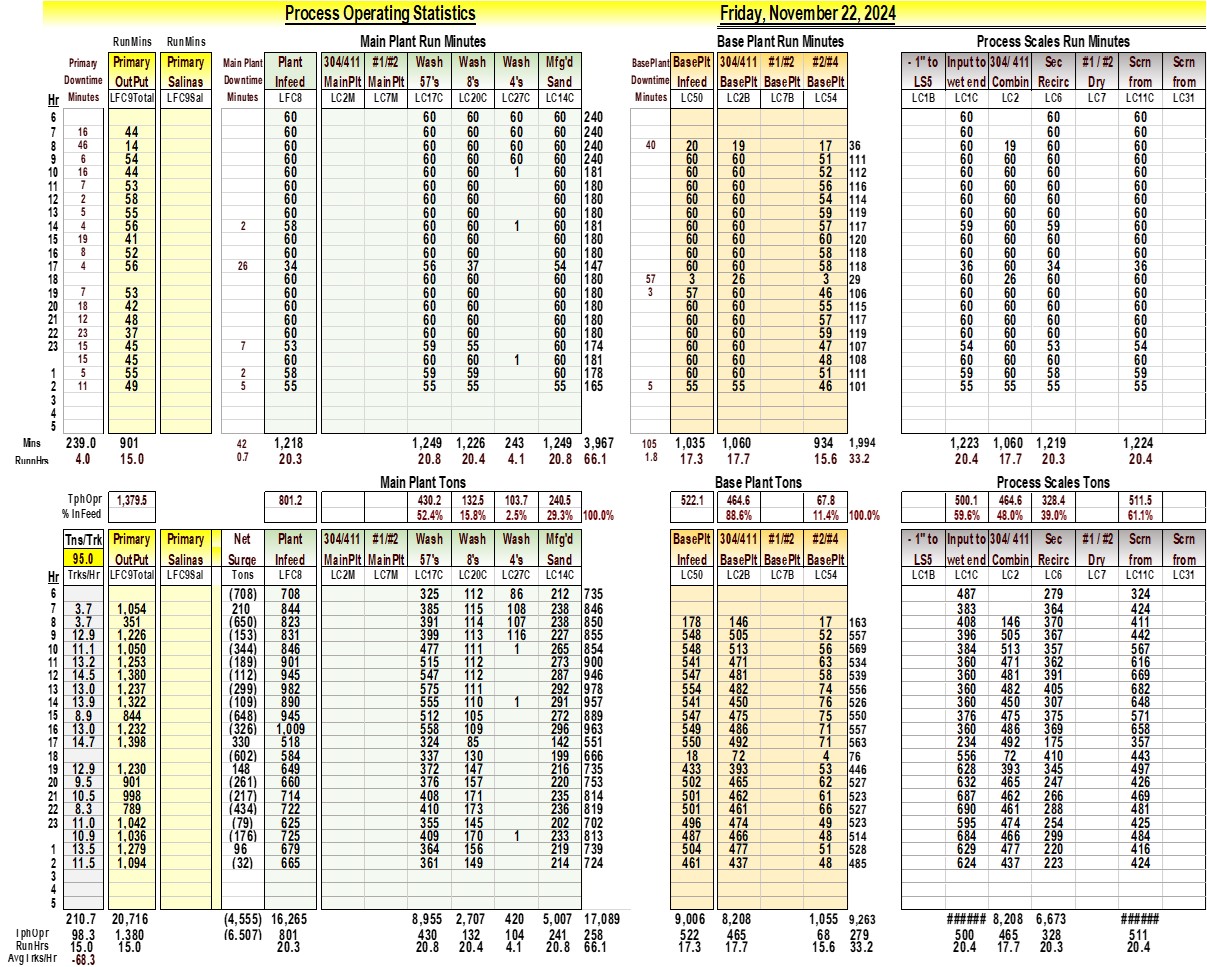 Process Operating Statistics Friday, November 22, 2024
RunMins RunMins Main Plant Run Minutes Base Plant Run Minutes Process Scales Run Minutes
Primary Primary Primary Main Plant Plant 304/411 #1/#2 Wash Wash Wash Mfg'd BasePlant BasePlt 304/411 #1/#2 #2/#4 - 1" to Input to 304/ 411 Sec #1 / #2 Scrn Scrn
Downtime OutPut Salinas Downtime Infeed MainPlt MainPlt 57's 8's 4's Sand Downtime Infeed BasePlt BasePlt BasePlt LS5 wet end Combin Recirc Dry from from
Hr Minutes LFC9Total LFC9Sal Minutes LFC8 LC2M LC7M LC17C LC20C LC27C LC14C Minutes LC50 LC2B LC7B LC54 LC1B LC1C LC2 LC6 LC7 LC11C LC31
6 60 60 60 60 60 240 60 60 60
7 16 44 60 60 60 60 60 240 60 60 60
8 46 14 60 60 60 60 60 240 40 20 19 17 36 60 19 60 60
9 6 54 60 60 60 60 60 240 60 60 51 111 60 60 60 60
10 16 44 60 60 60 1 60 181 60 60 52 112 60 60 60 60
11 7 53 60 60 60 60 180 60 60 56 116 60 60 60 60
12 2 58 60 60 60 60 180 60 60 54 114 60 60 60 60
13 5 55 60 60 60 60 180 60 60 59 119 60 60 60 60
14 4 56 2 58 60 60 1 60 181 60 60 57 117 59 60 59 60
15 19 41 60 60 60 60 180 60 60 60 120 60 60 60 60
16 8 52 60 60 60 60 180 60 60 58 118 60 60 60 60
17 4 56 26 34 56 37 54 147 60 60 58 118 36 60 34 36
18 60 60 60 60 180 57 3 26 3 29 60 26 60 60
19 7 53 60 60 60 60 180 3 57 60 46 106 60 60 60 60
20 18 42 60 60 60 60 180 60 60 55 115 60 60 60 60
21 12 48 60 60 60 60 180 60 60 57 117 60 60 60 60
22 23 37 60 60 60 60 180 60 60 59 119 60 60 60 60
23 15 45 7 53 59 55 60 174 60 60 47 107 54 60 53 54
15 45 60 60 60 1 60 181 60 60 48 108 60 60 60 60
1 5 55 2 58 59 59 60 178 60 60 51 111 59 60 58 59
2 11 49 5 55 55 55 55 165 5 55 55 46 101 55 55 55 55
3
4
5
Mins 239.0 901 42 1,218 1,249 1,226 243 1,249 3,967 105 1,035 1,060 934 1,994 1,223 1,060 1,219 1,224
RunnHrs 4.0 15.0 0.7 20.3 20.8 20.4 4.1 20.8 66.1 1.8 17.3 17.7 15.6 33.2 20.4 17.7 20.3 20.4
Main Plant Tons Base Plant Tons Process Scales Tons
TphOpr 1,379.5 801.2 430.2 132.5 103.7 240.5 522.1 464.6 67.8 500.1 464.6 328.4 511.5
% InFeed 52.4% 15.8% 2.5% 29.3% 100.0% 88.6% 11.4% 100.0% 59.6% 48.0% 39.0% 61.1%
Tns/Trk Primary Primary Net Plant 304/411 #1/#2 Wash Wash Wash Mfg'd BasePlt 304/411 #1/#2 #2/#4 - 1" to Input to 304/ 411 Sec #1 / #2 Scrn Scrn
95.0 OutPut Salinas Surge Infeed MainPlt MainPlt 57's 8's 4's Sand Infeed BasePlt BasePlt BasePlt LS5 wet end Combin Recirc Dry from from
Hr Trks/Hr LFC9Total LFC9Sal Tons LFC8 LC2M LC7M LC17C LC20C LC27C LC14C LC50 LC2B LC7B LC54 LC1B LC1C LC2 LC6 LC7 LC11C LC31
6 (708) 708 325 112 86 212 735 487 279 324
7 3.7 1,054 210 844 385 115 108 238 846 383 364 424
8 3.7 351 (650) 823 391 114 107 238 850 178 146 17 163 408 146 370 411
9 12.9 1,226 (153) 831 399 113 116 227 855 548 505 52 557 396 505 367 442
10 11.1 1,050 (344) 846 477 111 1 265 854 548 513 56 569 384 513 357 567
11 13.2 1,253 (189) 901 515 112 273 900 541 471 63 534 360 471 362 616
12 14.5 1,380 (112) 945 547 112 287 946 547 481 58 539 360 481 391 669
13 13.0 1,237 (299) 982 575 111 292 978 554 482 74 556 360 482 405 682
14 13.9 1,322 (109) 890 555 110 1 291 957 541 450 76 526 360 450 307 648
15 8.9 844 (648) 945 512 105 272 889 547 475 75 550 376 475 375 571
16 13.0 1,232 (326) 1,009 558 109 296 963 549 486 71 557 360 486 369 658
17 14.7 1,398 330 518 324 85 142 551 550 492 71 563 234 492 175 357
18 (602) 584 337 130 199 666 18 72 4 76 556 72 410 443
19 12.9 1,230 148 649 372 147 216 735 433 393 53 446 628 393 345 497
20 9.5 901 (261) 660 376 157 220 753 502 465 62 527 632 465 247 426
21 10.5 998 (217) 714 408 171 235 814 501 462 61 523 687 462 266 469
22 8.3 789 (434) 722 410 173 236 819 501 461 66 527 690 461 288 481
23 11.0 1,042 (79) 625 355 145 202 702 496 474 49 523 595 474 254 425
10.9 1,036 (176) 725 409 170 1 233 813 487 466 48 514 684 466 299 484
1 13.5 1,279 96 679 364 156 219 739 504 477 51 528 629 477 220 416
2 11.5 1,094 (32) 665 361 149 214 724 461 437 48 485 624 437 223 424
3
4
5
210.7 20,716 (4,555) 16,265 8,955 2,707 420 5,007 17,089 9,006 8,208 1,055 9,263 ###### 8,208 6,673 ######
TphOpr 98.3 1,380 (6,507) 801 430 132 104 241 258 522 465 68 279 500 465 328 511
RunHrs 15.0 15.0 20.3 20.8 20.4 4.1 20.8 66.1 17.3 17.7 15.6 33.2 20.4 17.7 20.3 20.4
AvgTrks/Hr -68.3